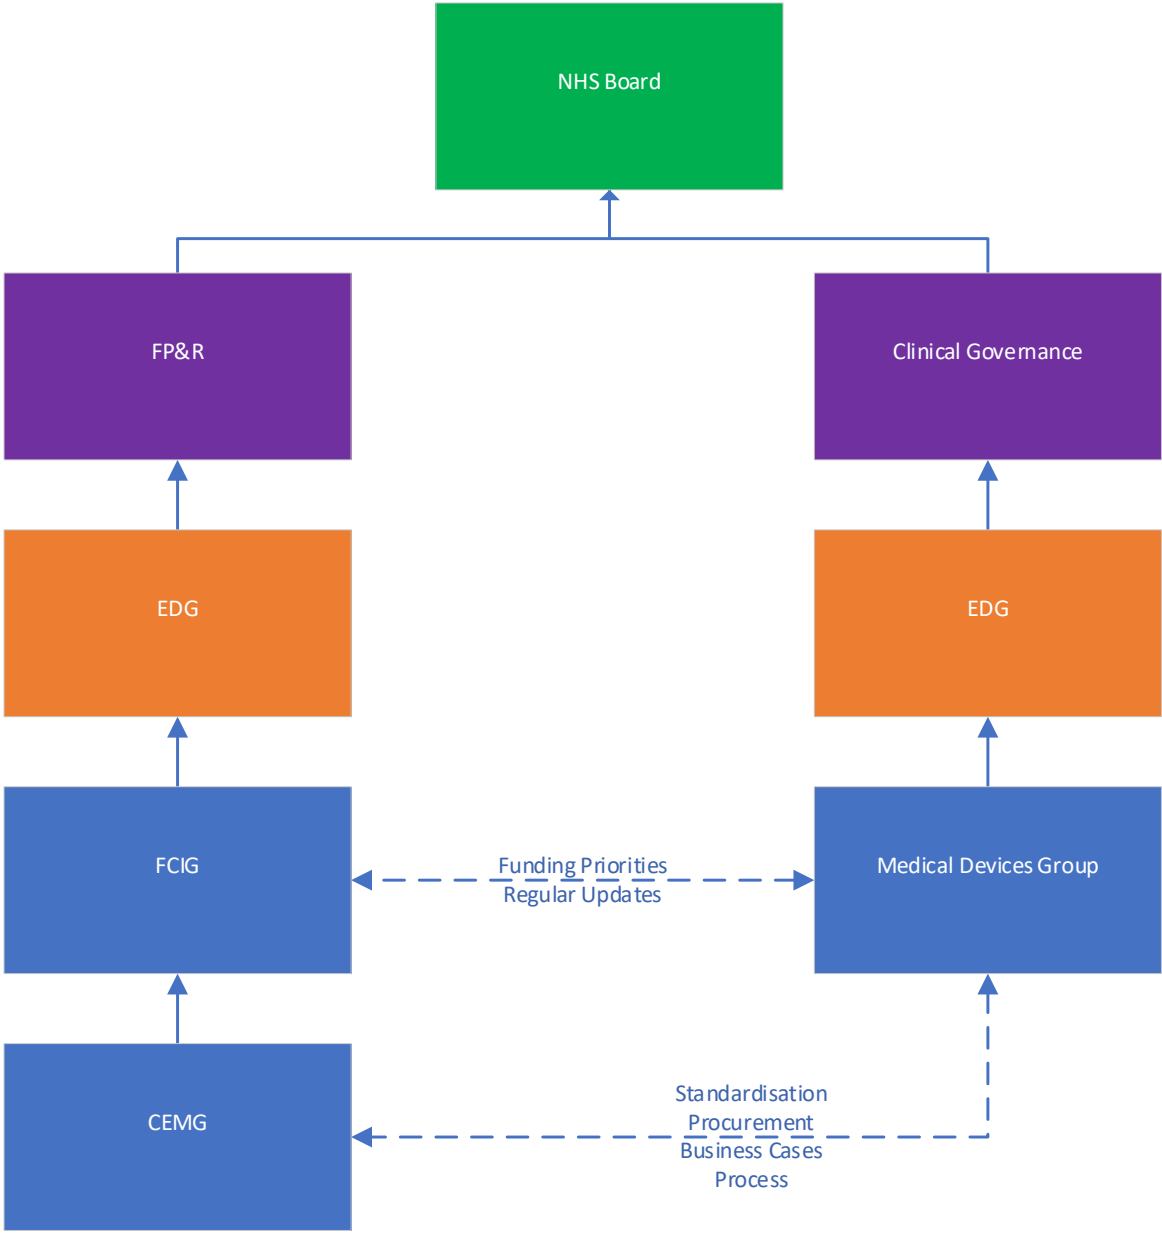 NHS Board
FP&R
Clinical Governance
EDG
EDG
FCIG
Funding Priorities
Regular Updates
Medical Devices Group
CEMG
Standardisation
Procurement
Business Cases
Process